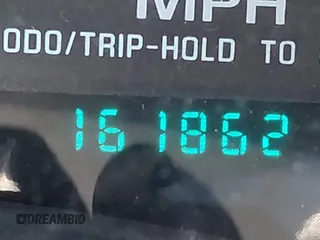 MPH
ODO/TRIP-HOLD TO
161862
DREAMBID